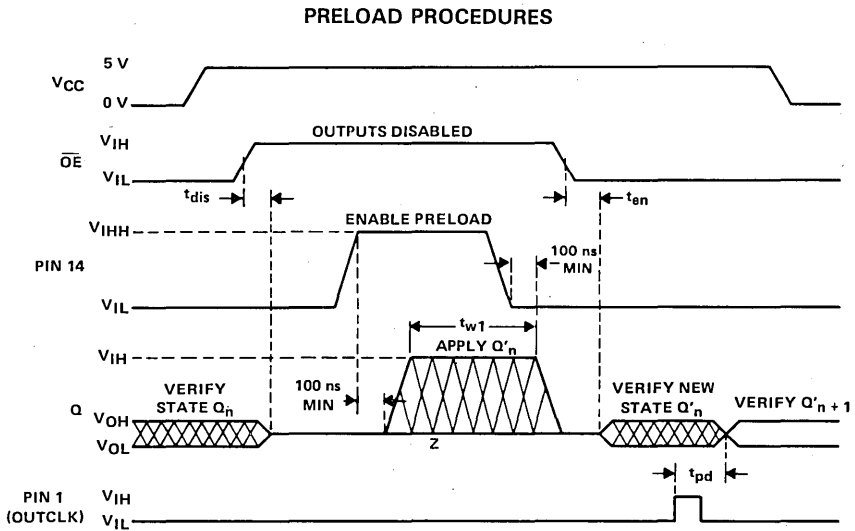 PRELOAD PROCEDURES
5 V
VCC
0 V
VIH
OUTPUTS DISABLED
OE
VIL
tdis
ten
VIHH
ENABLE PRELOAD
100 ns
MIN
PIN 14
VIL
tw1
VIH
APPLY Q'n
100 ns
MIN
VERIFY
STATE Qn
VERIFY NEW
STATE Q'n
VERIFY Q'n + 1
Q
VOH
VOL
Z
tpd
PIN 1
(OUTCLK)
VIH
VIL